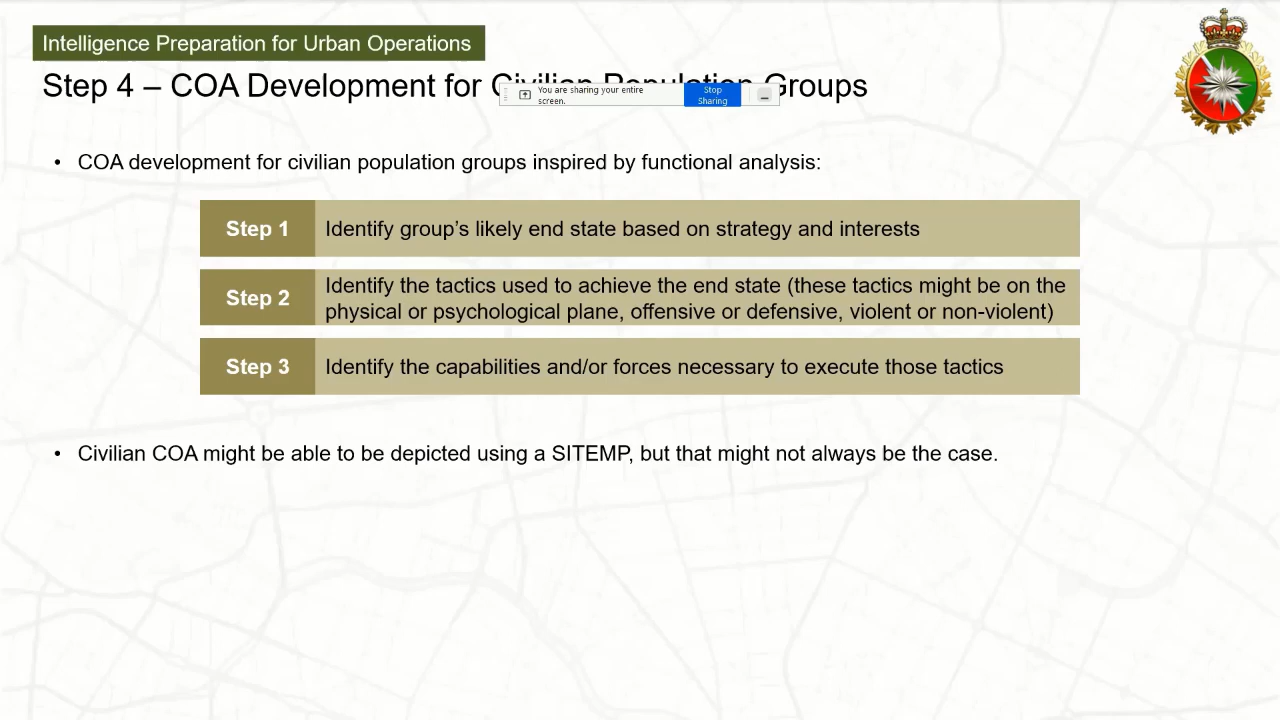 Intelligence Preparation for Urban Operations
Step 4 – COA Development for Civilian Population Groups
You are sharing your entire
screen.
Stop
Sharing
• COA development for civilian population groups inspired by functional analysis:
Step 1
Identify group’s likely end state based on strategy and interests
Step 2
Identify the tactics used to achieve the end state (these tactics might be on the
physical or psychological plane, offensive or defensive, violent or non-violent)
Step 3
Identify the capabilities and/or forces necessary to execute those tactics
• Civilian COA might be able to be depicted using a SITEMP, but that might not always be the case.